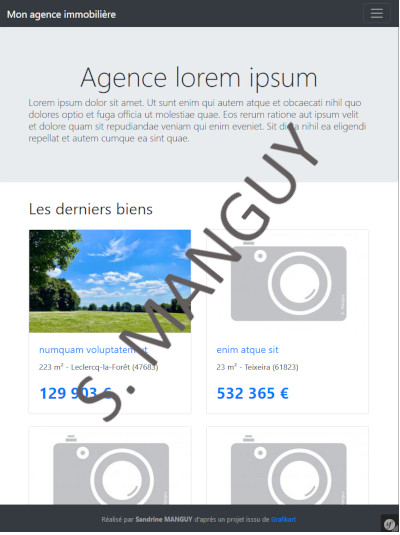 Mon agence immobilière
Agence lorem ipsum
Lorem ipsum dolor sit amet. Ut sunt enim qui autem atque et obcaecati nihil quo
dolores optio et fuga officia ut molestiae quae. Eos rerum ratione aut ipsum velit
et dolore quam sit repudiandae veniam qui enim eveniet. Sit dicta nihil ea eligendi
repellat et autem cumque ea sint quae.
S. MANGUY
Les derniers biens
numquam voluptatem et
223 m² - Leclercq-la-Forêt (47683)
129 903 €
enim atque sit
23 m² - Teixeira (61823)
532 365 €
Réalisé par Sandrine MANGUY d'après un projet isssu de Grafikart